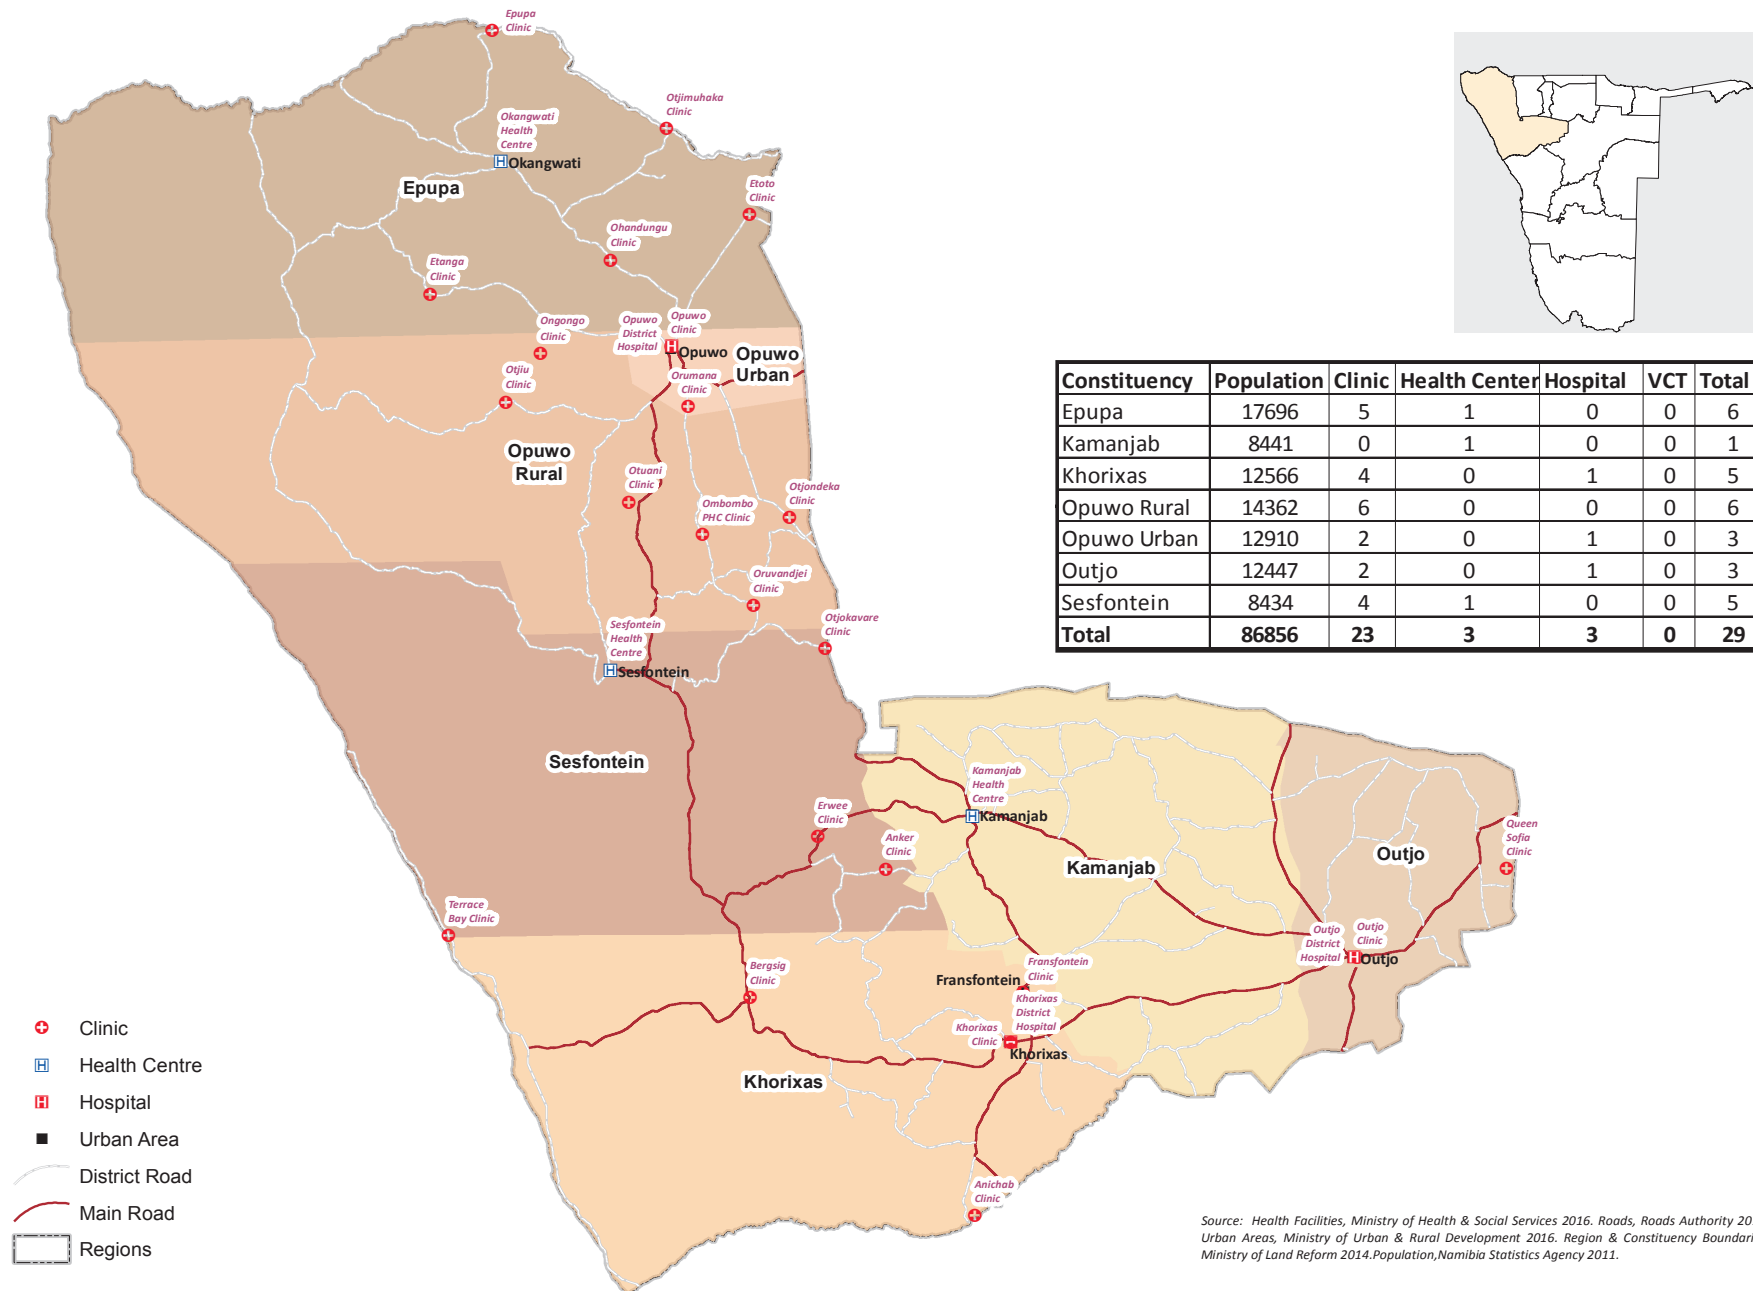 Epupa
Clinic
Otjimuhaka
Clinic
Okangwati
Health
Centre
Okangwati
Epupa
Etoto
Clinic
Ohandungu
Clinic
Etanga
Clinic
Ongongo
Clinic
Opuwo
District
Hospital
Opuwo
Clinic
Opuwo
Opuwo
Urban
Otjiu
Clinic
Orumana
Clinic
Opuwo
Rural
Otuani
Clinic
Ombombo
PHC Clinic
Otjondeka
Clinic
Oruvandjei
Clinic
Sesfontein
Health
Centre
Sesfontein
Otjokavare
Clinic
Sesfontein
Erwee
Clinic
Anker
Clinic
Kamanjab
Health
Centre
Kamanjab
Kamanjab
Outjo
Queen
Sofia
Clinic
Terrace
Bay Clinic
Outjo
District
Hospital
Outjo
Clinic
Outjo
Bergsig
Clinic
Fransfontein
Fransfontein
Clinic
Khorixas
District
Hospital
Khorixas
Clinic
Khorixas
Khorixas
Anichab
Clinic
Constituency Population Clinic Health Center Hospital VCT Total
Epupa 17696 5 1 0 0 6
Kamanjab 8441 0 1 0 0 1
Khorixas 12566 4 0 1 0 5
Opuwo Rural 14362 6 0 0 0 6
Opuwo Urban 12910 2 0 1 0 3
Outjo 12447 2 0 1 0 3
Sesfontein 8434 4 1 0 0 5
Total 86856 23 3 3 0 29
Clinic
Health Centre
Hospital
Urban Area
District Road
Main Road
Regions
Source: Health Facilities, Ministry of Health & Social Services 2016. Roads, Roads Authority 20
Urban Areas, Ministry of Urban & Rural Development 2016. Region & Constituency Boundari
Ministry of Land Reform 2014.Population,Namibia Statistics Agency 2011.